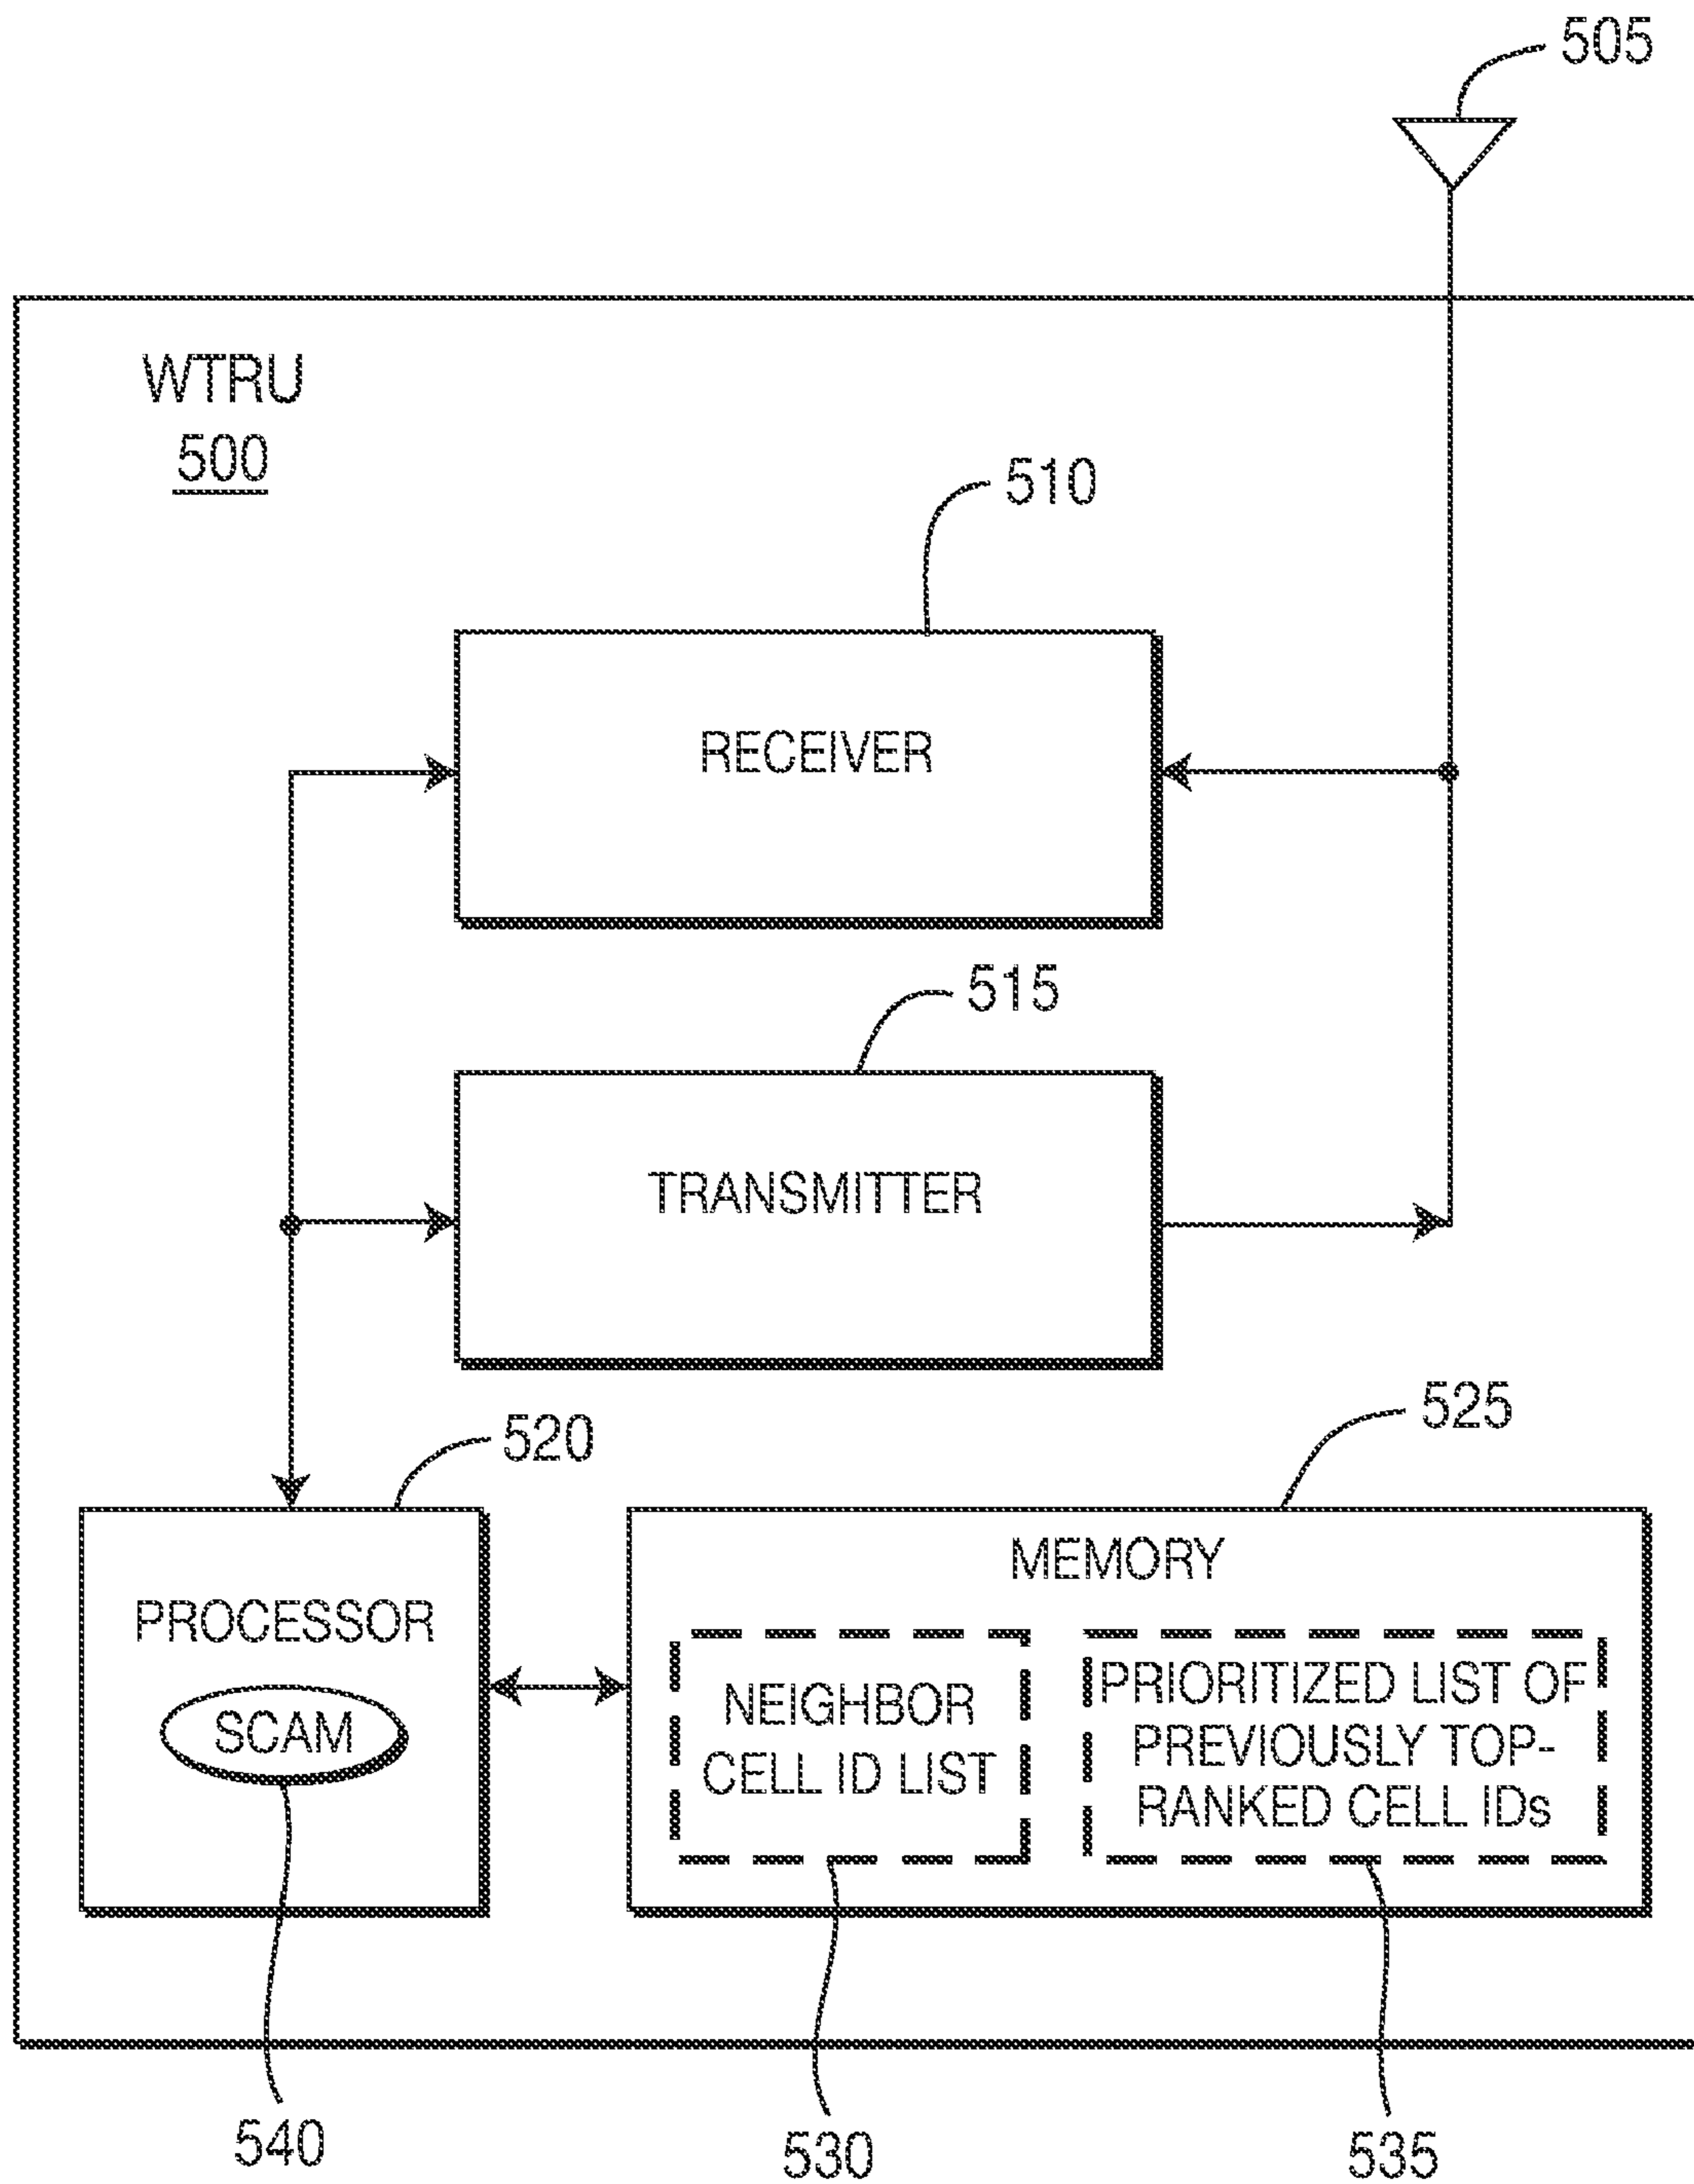 505
WTRU
500
510
RECEIVER
515
TRANSMITTER
525
520
MEMORY
PROCESSOR
SCAM
NEIGHBOR
CELL ID LIST
PRIORITIZED LIST OF
PREVIOUSLY TOP-
RANKED CELL IDs
540
530
535